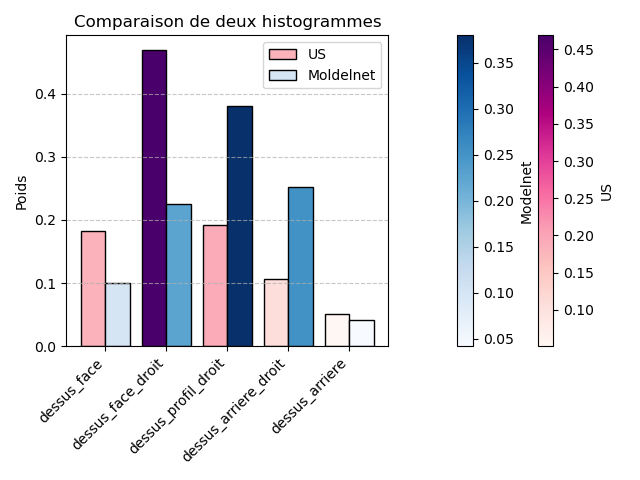 Comparaison de deux histogrammes
US
Moldelnet
Poids
0.4
0.3
0.2
0.1
0.0
dessus_face
dessus_face_droit
dessus_profil_droit
dessus_arriere_droit
dessus_arriere
0.35
0.30
0.25
0.20
0.15
0.10
0.05
Modelnet
0.45
0.40
0.35
0.30
0.25
0.20
0.15
0.10
US